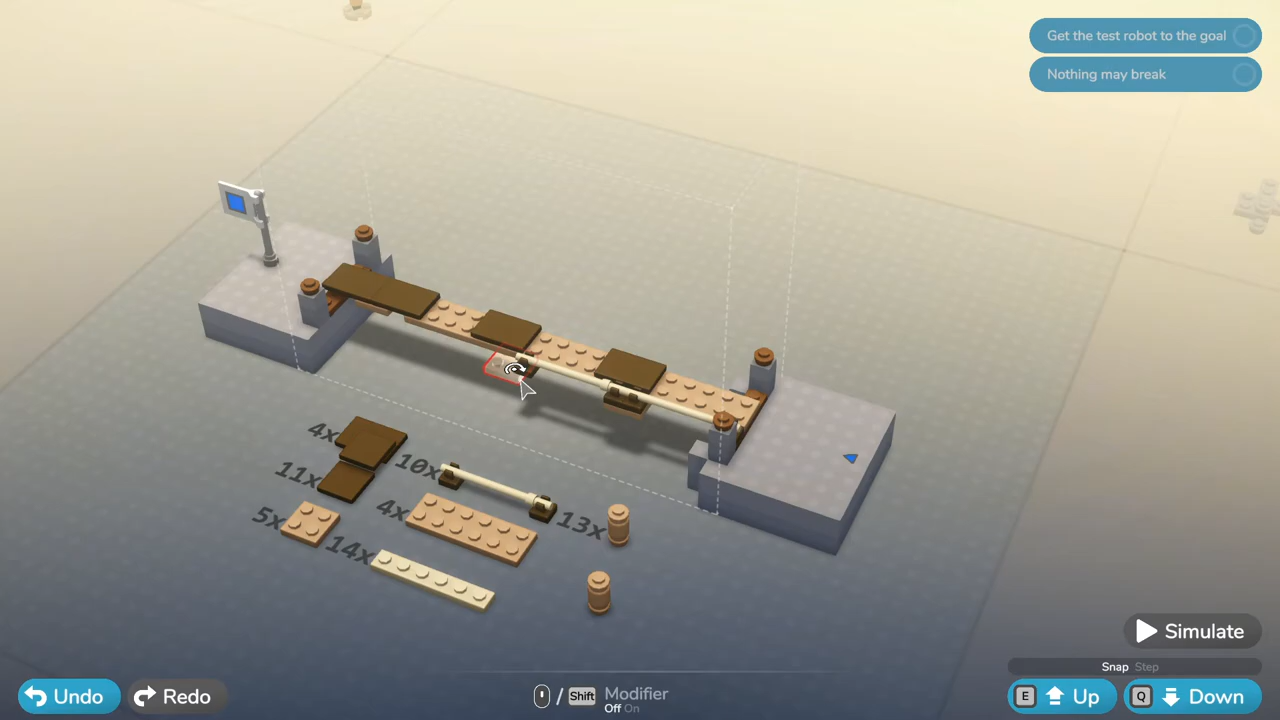 Get the test robot to the goal
Nothing may break
4x
11x
10x
5x
4x
13x
14x
Simulate
Snap Step
Undo
Redo
/ Shift Modifier
Off On
E Up
Q Down